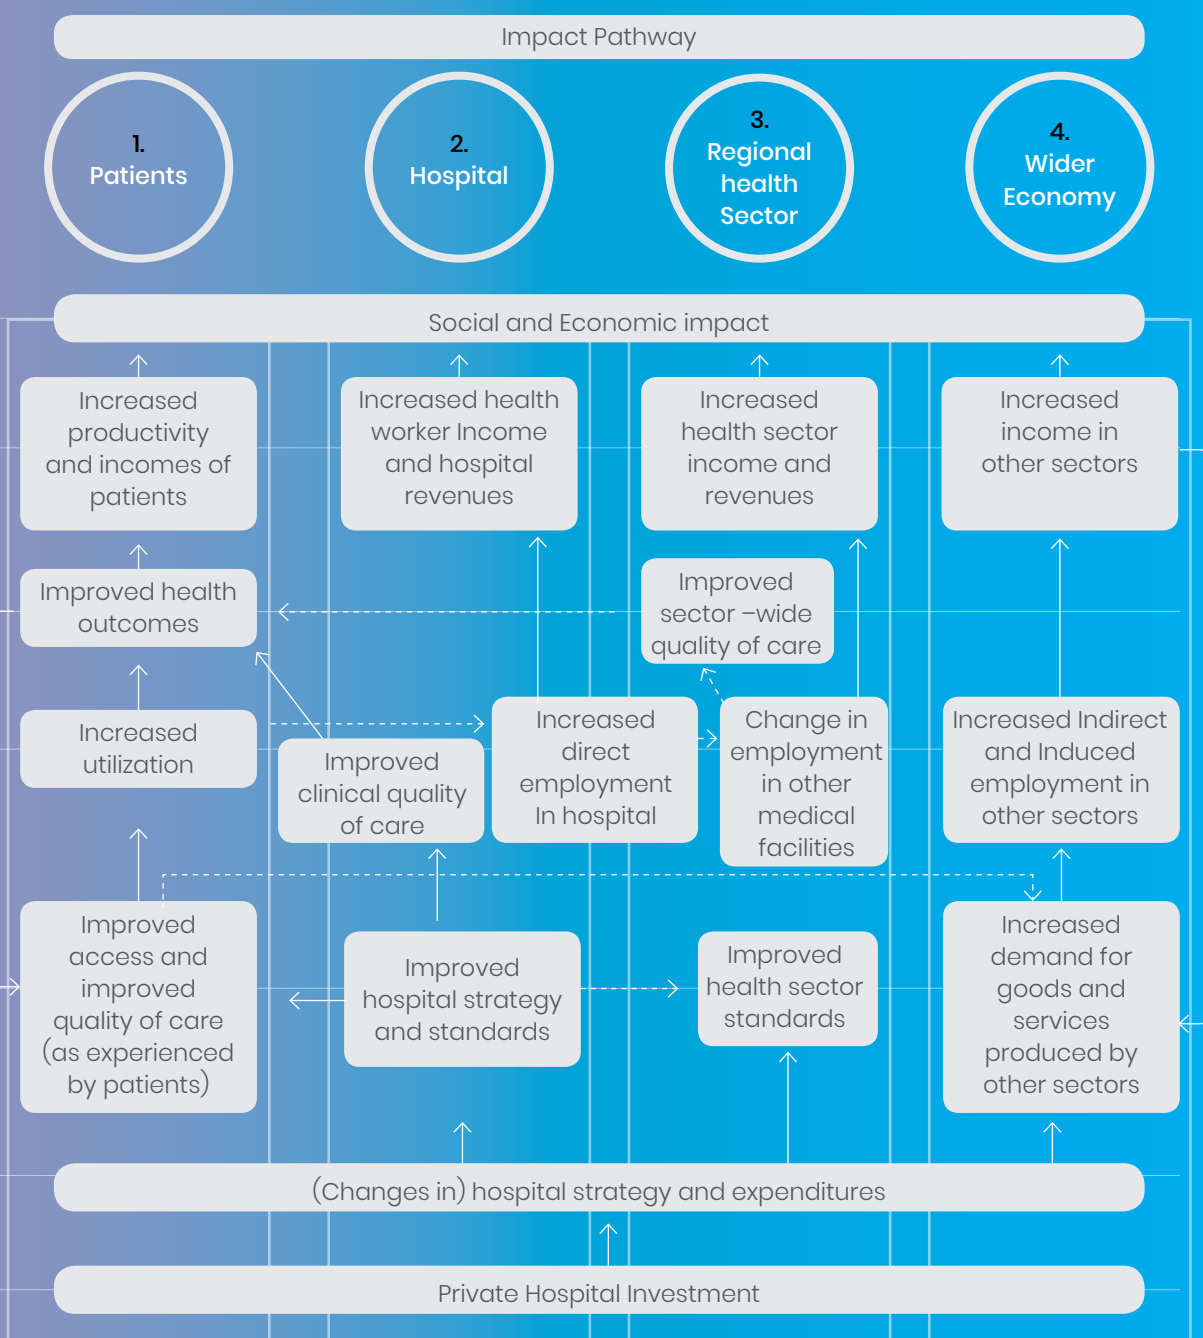 Impact Pathway
1.
Patients
2.
Hospital
3.
Regional
health
Sector
4.
Wider
Economy
Social and Economic impact
Increased
productivity
and incomes of
patients
Increased health
worker Income
and hospital
revenues
Increased
health sector
income and
revenues
Increased
income in
other sectors
Improved health
outcomes
Improved
sector –wide
quality of care
Increased
utilization
Improved
clinical quality
of care
Increased
direct
employment
In hospital
Change in
employment
in other
medical
facilities
Increased Indirect
and Induced
employment in
other sectors
Improved
access and
improved
quality of care
(as experienced
by patients)
Improved
hospital strategy
and standards
Improved
health sector
standards
Increased
demand for
goods and
services
produced by
other sectors
(Changes in) hospital strategy and expenditures
Private Hospital Investment